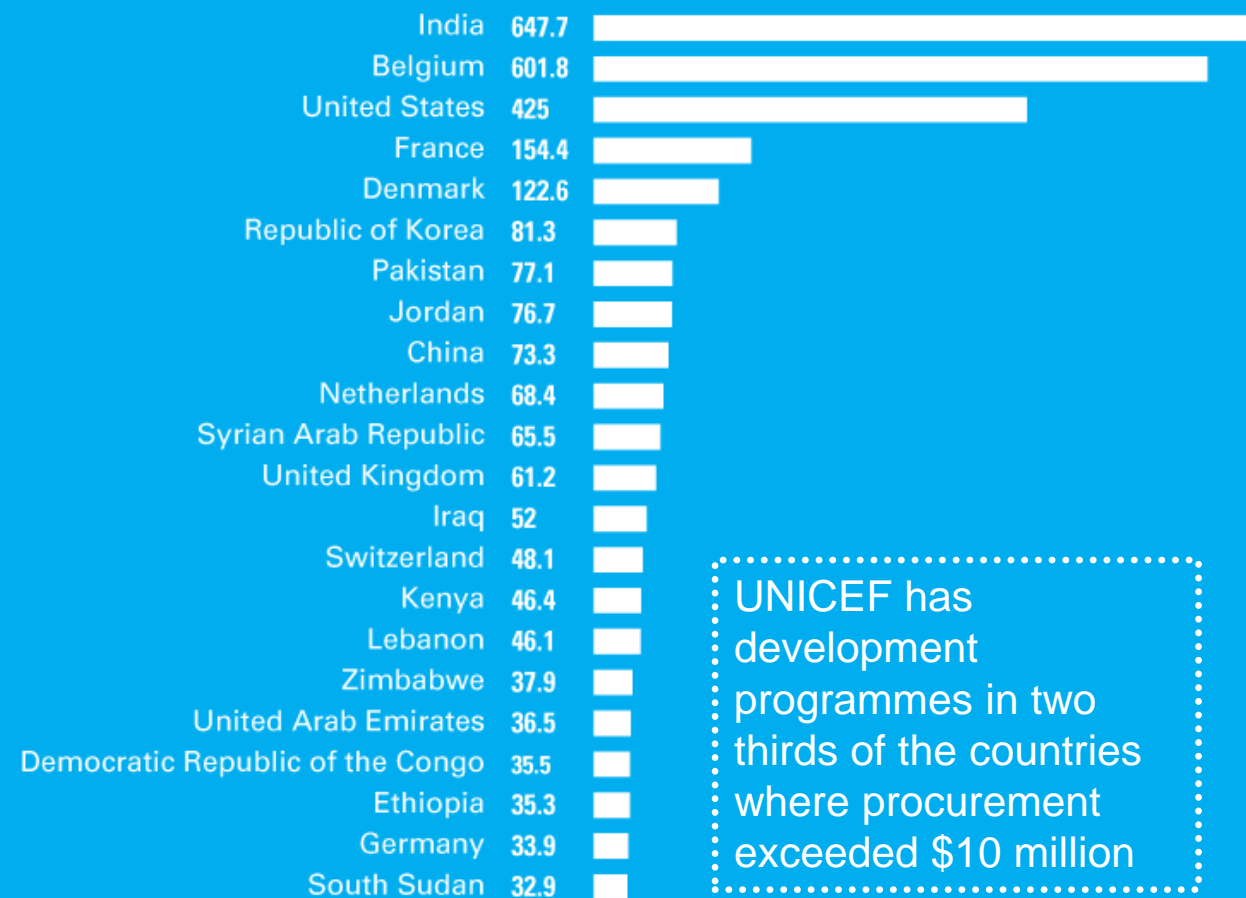 India 647.7
Belgium 601.8
United States 425
France 154.4
Denmark 122.6
Republic of Korea 81.3
Pakistan 77.1
Jordan 76.7
China 73.3
Netherlands 68.4
Syrian Arab Republic 65.5
United Kingdom 61.2
Iraq 52
Switzerland 48.1
Kenya 46.4
Lebanon 46.1
Zimbabwe 37.9
United Arab Emirates 36.5
Democratic Republic of the Congo 35.5
Ethiopia 35.3
Germany 33.9
South Sudan 32.9
UNICEF has
development
programmes in two
thirds of the countries
where procurement
exceeded $10 million